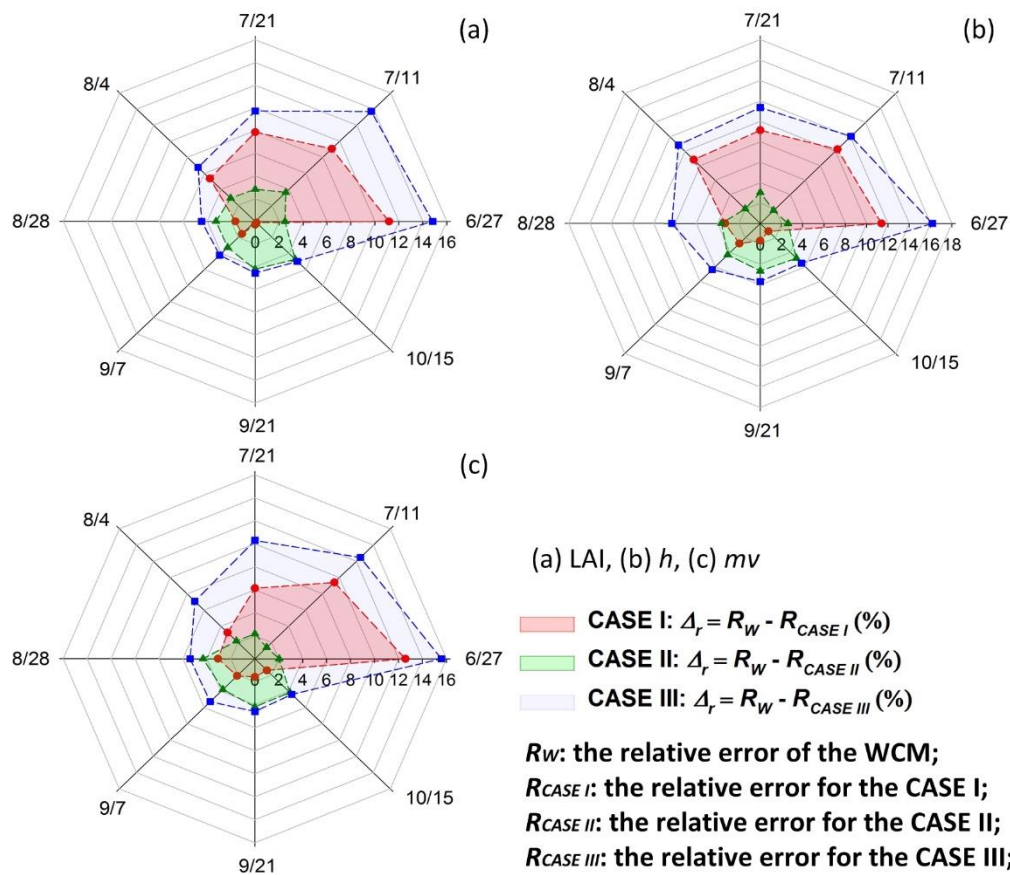 7/21
(a)
8/4
7/11
8/28
6/27
0 2 4 6 8 10 12 14 16
9/7
10/15
9/21
7/21
(b)
8/4
7/11
8/28
6/27
0 2 4 6 8 10 12 14 16 18
9/7
10/15
9/21
7/21
(c)
8/4
7/11
8/28
6/27
0 2 4 6 8 10 12 14 16
9/7
10/15
9/21
(a) LAI, (b) h, (c) mv
CASE I: Δr = RW - RCASE I (%)
CASE II: Δr = RW - RCASE II (%)
CASE III: Δr = RW - RCASE III (%)
RW: the relative error of the WCM;
RCASE I: the relative error for the CASE I;
RCASE II: the relative error for the CASE II;
RCASE III: the relative error for the CASE III;